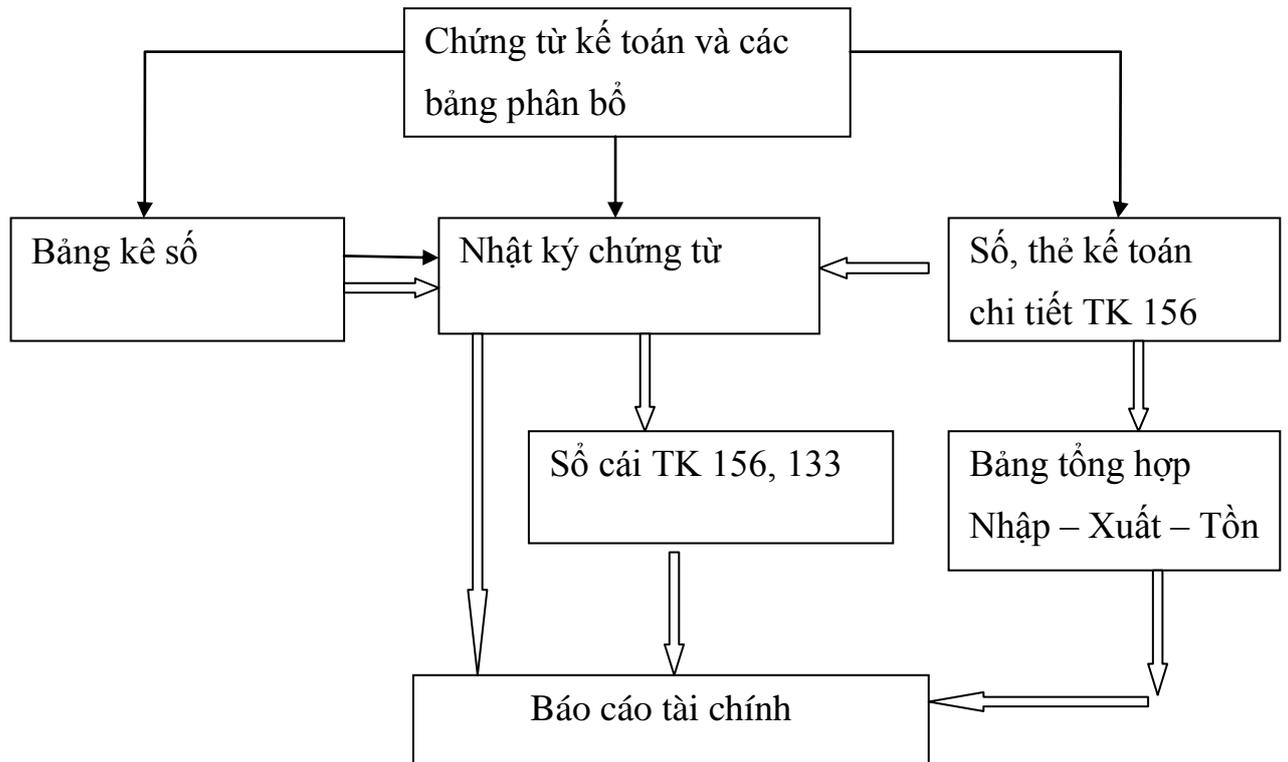 Chứng từ kế toán và các
bảng phân bổ
Bảng kê số
Nhật ký chứng từ
Số, thẻ kế toán
chi tiết TK 156
Sổ cái TK 156, 133
Bảng tổng hợp
Nhập – Xuất – Tồn
Báo cáo tài chính